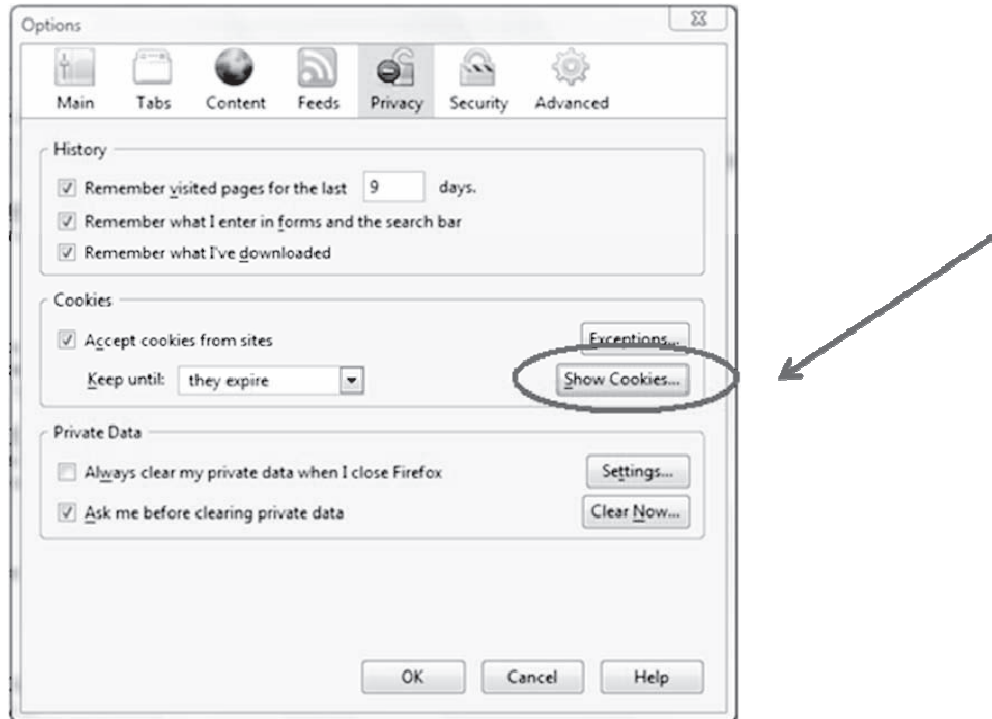 Options
Main Tabs Content Feeds Privacy Security Advanced
History
Remember visited pages for the last 9 days.
Remember what I enter in forms and the search bar
Remember what I've downloaded
Cookies
Accept cookies from sites Exceptions...
Keep until: they expire Show Cookies...
Private Data
Always clear my private data when I close Firefox Settings...
Ask me before clearing private data Clear Now...
OK Cancel Help